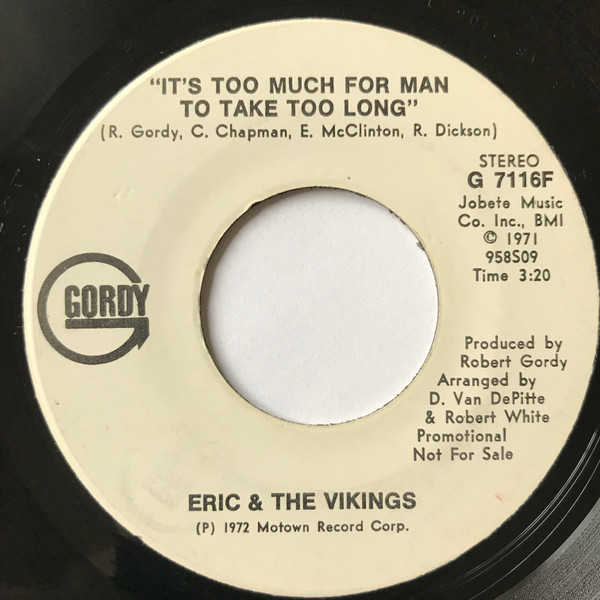 "IT'S TOO MUCH FOR MAN
TO TAKE TOO LONG"
(R. Gordy, C. Chapman, E. McClinton, R. Dickson)
STEREO
G 7116F
Jobete Music
Co. Inc., BMI
© 1971
958S09
Time 3:20
GORDY
Produced by
Robert Gordy
Arranged by
D. Van DePitte
& Robert White
Promotional
Not For Sale
ERIC & THE VIKINGS
(P) 1972 Motown Record Corp.